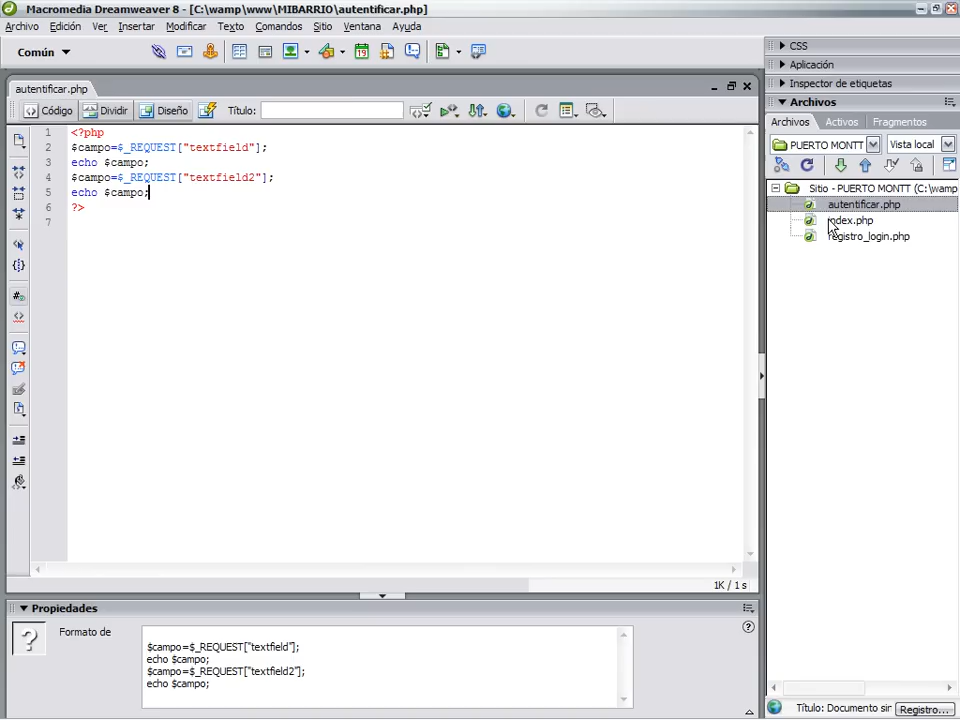 Macromedia Dreamweaver 8 - [C:\wamp\www\MIBARRIO\autentificar.php]
Archivo Edición Ver Insertar Modificar Texto Comandos Sitio Ventana Ayuda
Común
autentificar.php
Código Dividir Diseño Título:
1 <?php
2 $campo=$_REQUEST["textfield"];
3 echo $campo;
4 $campo=$_REQUEST["textfield2"];
5 echo $campo;
6 ?>
7
1K / 1 s
Propiedades
Formato de
$campo=$_REQUEST["textfield"];
echo $campo;
$campo=$_REQUEST["textfield2"];
echo $campo;
CSS
Aplicación
Inspector de etiquetas
Archivos
Archivos Activos Fragmentos
PUERTO MONTT Vista local
Sitio - PUERTO MONTT (C:\wamp
autentificar.php
index.php
registro_login.php
Título: Documento sin Registro...